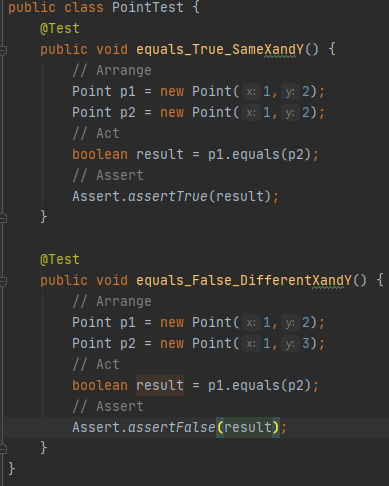 public class PointTest {
    @Test
    public void equals_True_SameXandY() {
        // Arrange
        Point p1 = new Point( x: 1, y: 2);
        Point p2 = new Point( x: 1, y: 2);
        // Act
        boolean result = p1.equals(p2);
        // Assert
        Assert.assertTrue(result);
    }

    @Test
    public void equals_False_DifferentXandY() {
        // Arrange
        Point p1 = new Point( x: 1, y: 2);
        Point p2 = new Point( x: 1, y: 3);
        // Act
        boolean result = p1.equals(p2);
        // Assert
        Assert.assertFalse(result);
    }
}